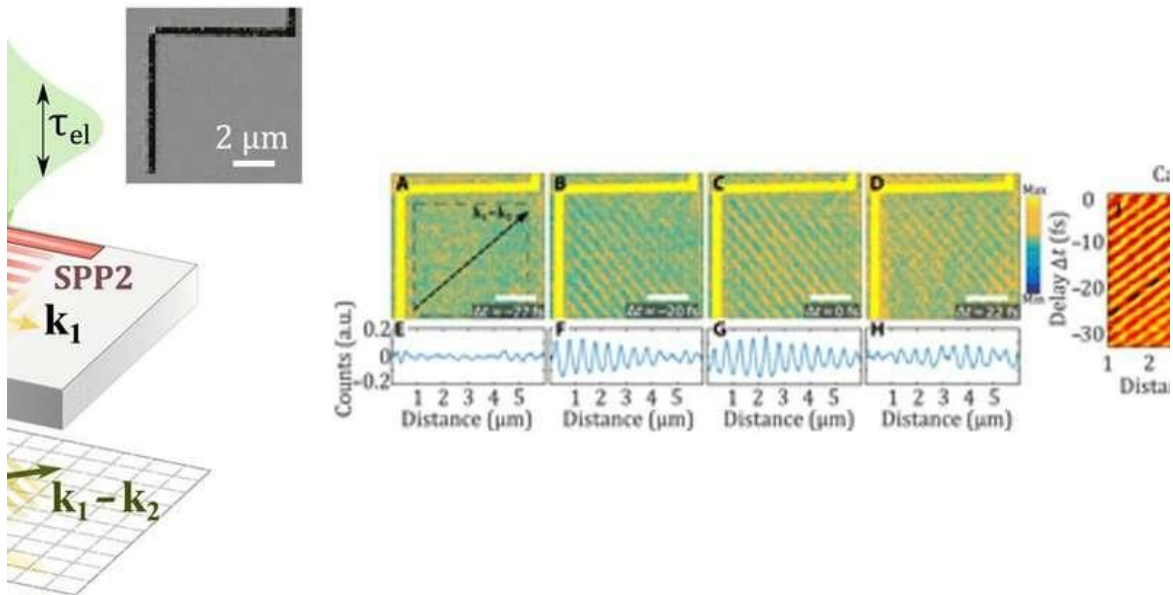 τel
2 μm
SPP2
k1
k1 – k2
A
B
C
D
k1–k2
Δt = –77 fs
Δt = –20 fs
Δt = 0 fs
Δt = 22 fs
Max
Min
E
F
G
H
Counts (a.u.)
0.2
0
–0.2
1 2 3 4 5
1 2 3 4 5
1 2 3 4 5
1 2 3 4 5
Distance (μm)
Distance (μm)
Distance (μm)
Distance (μm)
Ca
Delay Δt (fs)
0
–10
–20
–30
1 2
Distan